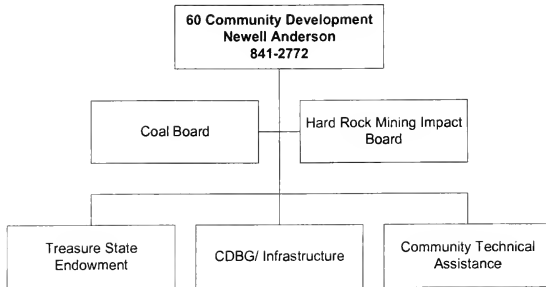 60 Community Development
Newell Anderson
841-2772
Coal Board
Hard Rock Mining Impact
Board
Treasure State
Endowment
CDBG/ Infrastructure
Community Technical
Assistance